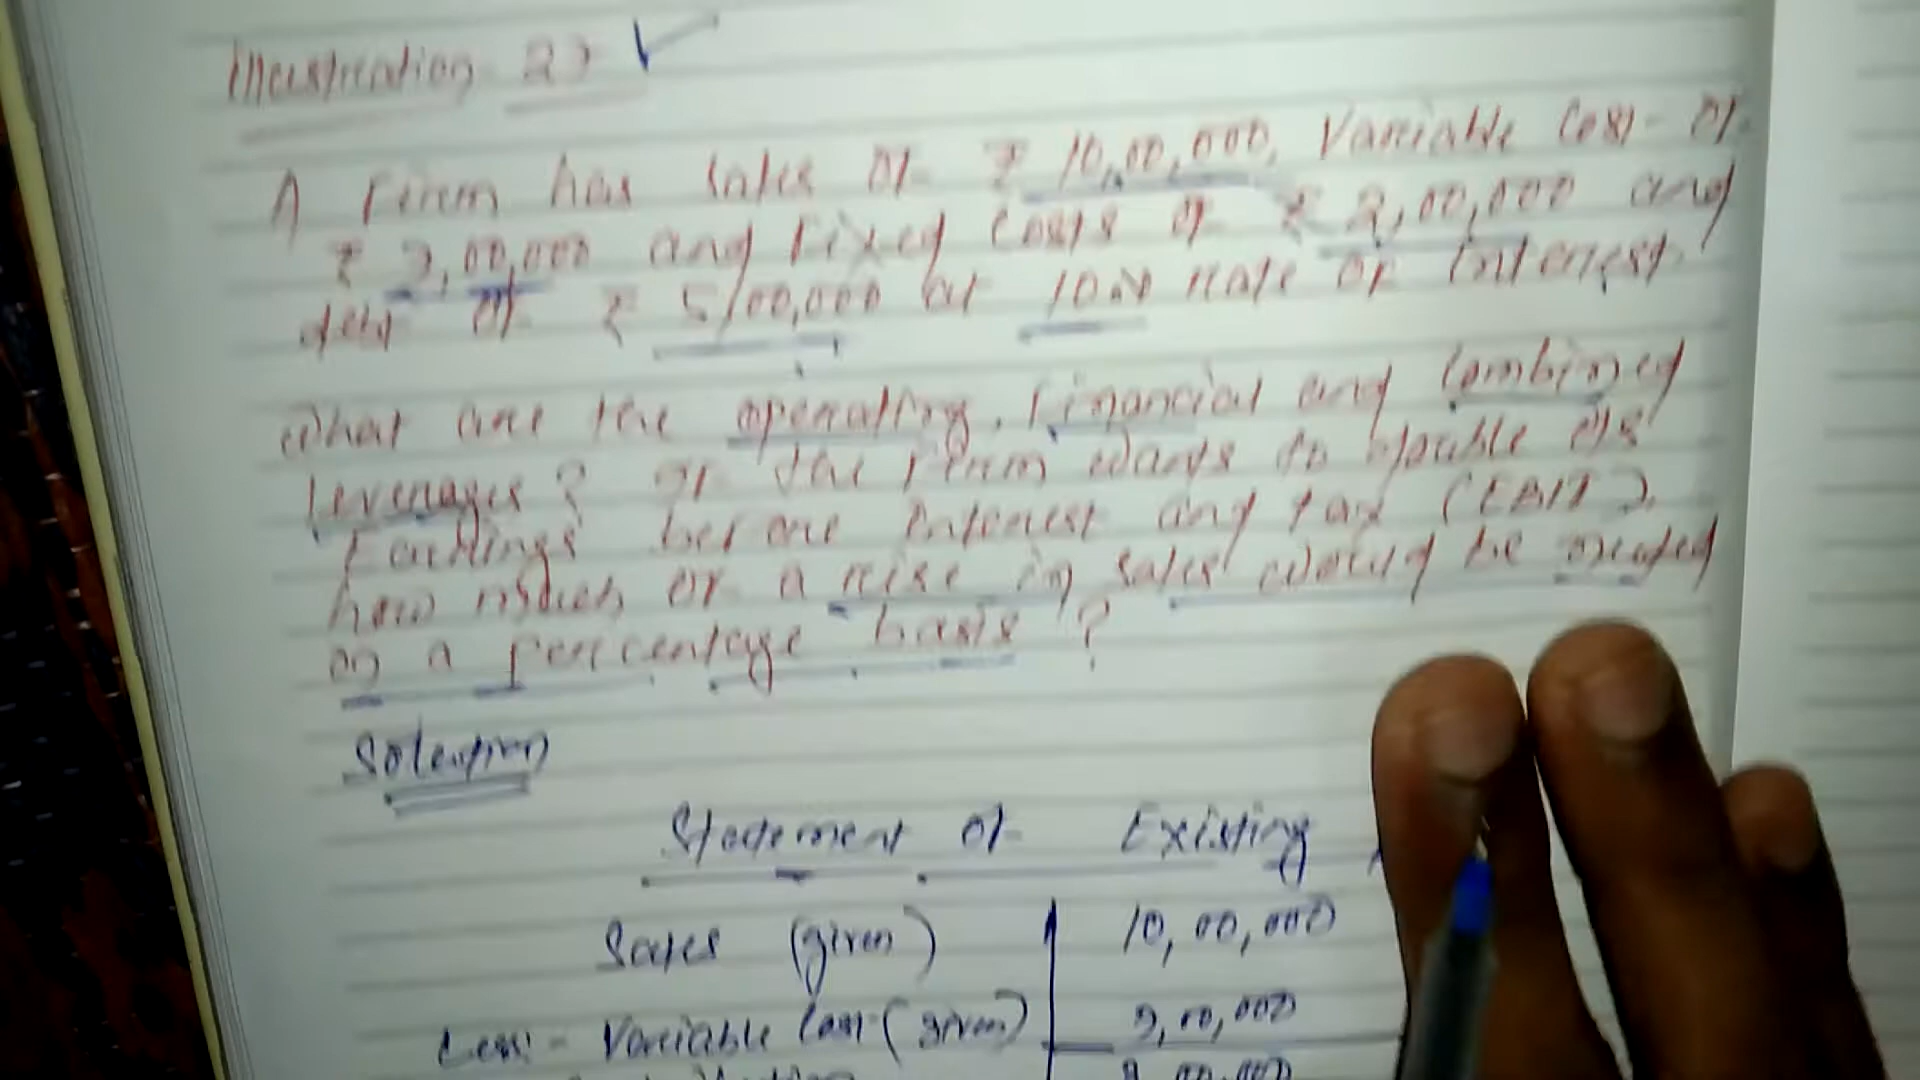 Illustration 2)
A Firm has sales of ₹ 10,00,000, Variable Cost of
₹ 2,00,000 and Fixed Costs of ₹ 2,00,000 and
debt of ₹ 5,00,000 at 10% rate of interest
What are the operating, Financial and Combined
leverages? If the Firm wants to double its
Earnings before interest and tax (EBIT),
how much of a rise in sales would be needed
on a percentage basis?
Solution
Statement of Existing
Sales (given) 10,00,000
Less:- Variable Cost (given) 2,00,000
8,00,000